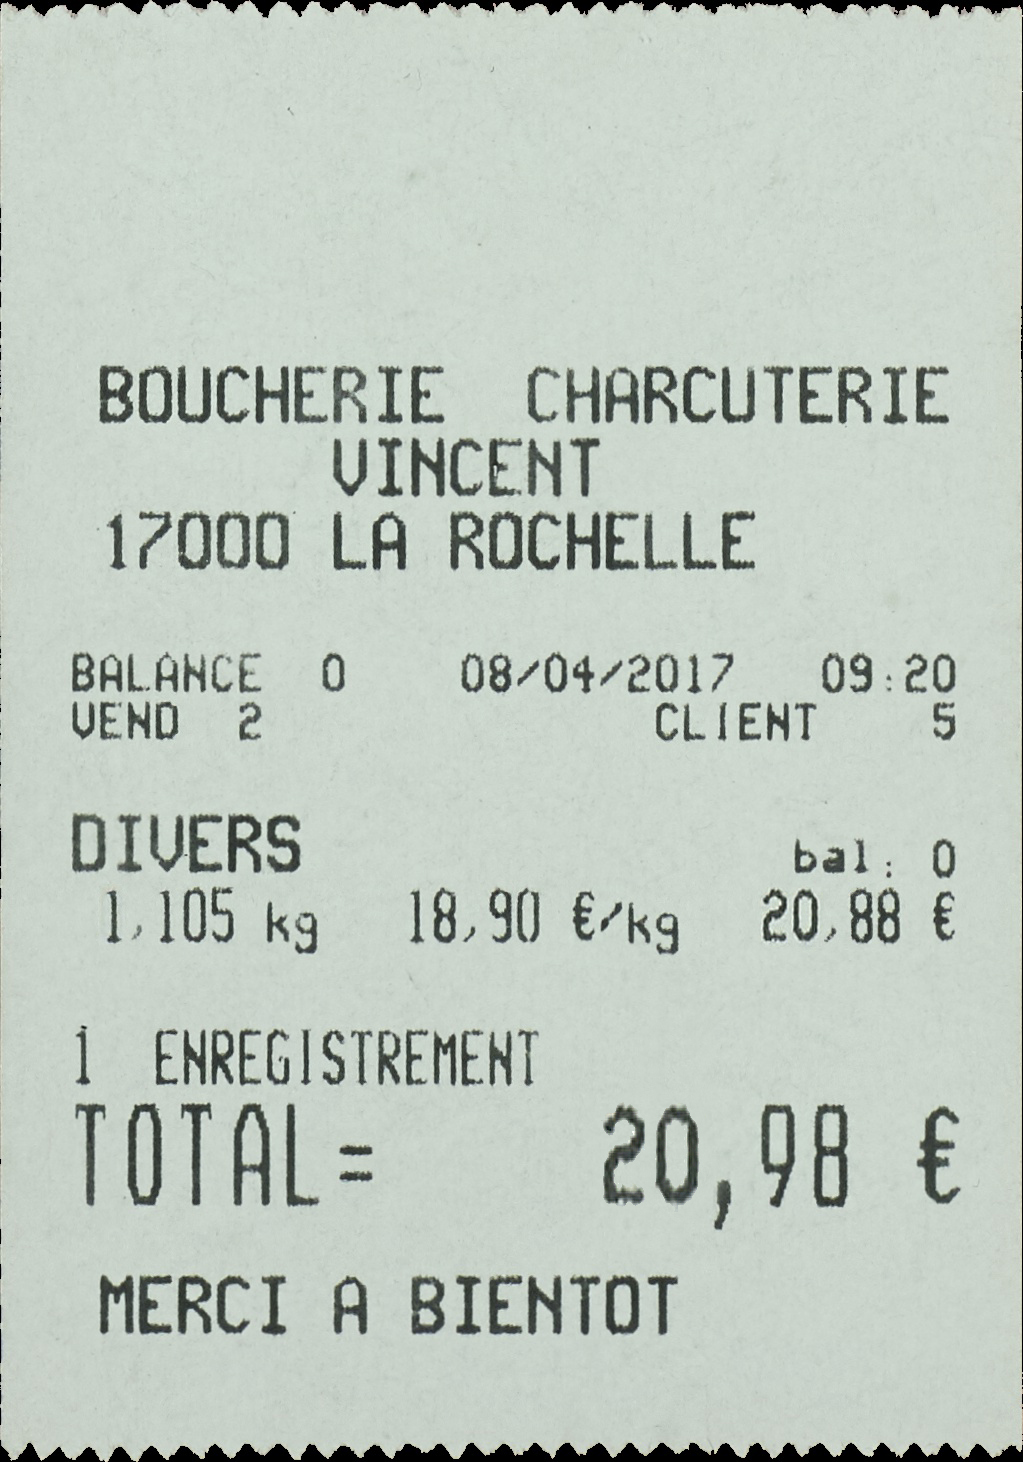 BOUCHERIE CHARCUTERIE
VINCENT
17000 LA ROCHELLE
BALANCE 0 08/04/2017 09:20
VEND 2 CLIENT 5
DIVERS bal: 0
1,105 kg 18,90 €/kg 20,88 €
1 ENREGISTREMENT
TOTAL= 20,98 €
MERCI A BIENTOT